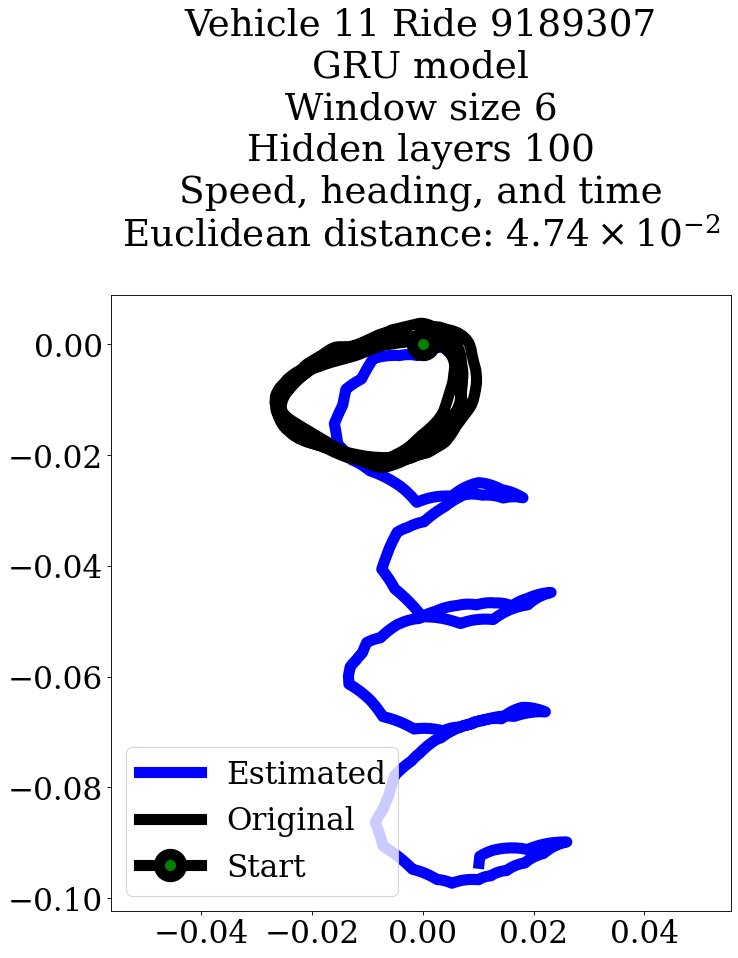 Vehicle 11 Ride 9189307
GRU model
Window size 6
Hidden layers 100
Speed, heading, and time
Euclidean distance: 4.74 × 10⁻²
0.00
−0.02
−0.04
−0.06
−0.08
−0.10
Estimated
Original
Start
−0.04 −0.02 0.00 0.02 0.04